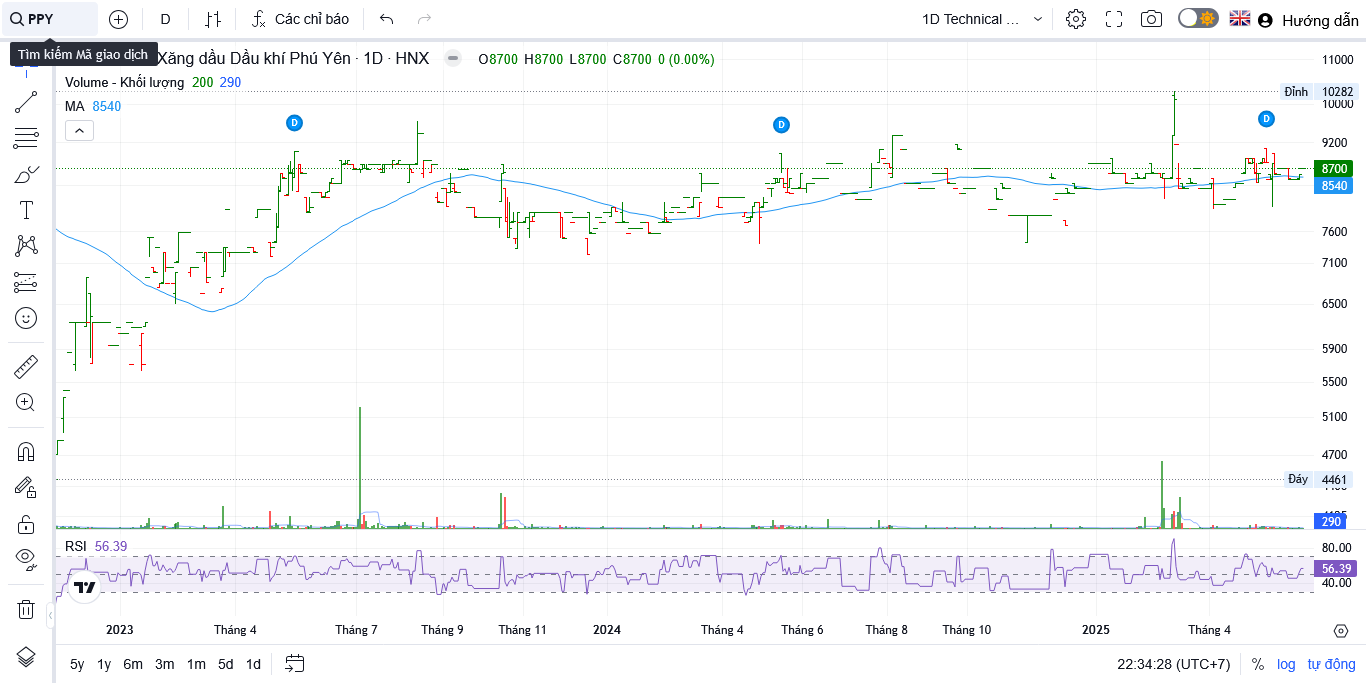 PPY
D
Các chỉ báo
1D Technical ...
Hướng dẫn
Tìm kiếm Mã giao dịch
Xăng dầu Dầu khí Phú Yên · 1D · HNX
O8700 H8700 L8700 C8700 0 (0.00%)
Volume - Khối lượng 200 290
MA 8540
D
D
D
11000
Đỉnh 10282
10000
9200
8700
8540
7600
7100
6500
5900
5500
5100
4700
Đáy 4461
290
RSI 56.39
80.00
56.39
40.00
2023 Tháng 4 Tháng 7 Tháng 9 Tháng 11 2024 Tháng 4 Tháng 6 Tháng 8 Tháng 10 2025 Tháng 4
5y 1y 6m 3m 1m 5d 1d
22:34:28 (UTC+7) % log tự động